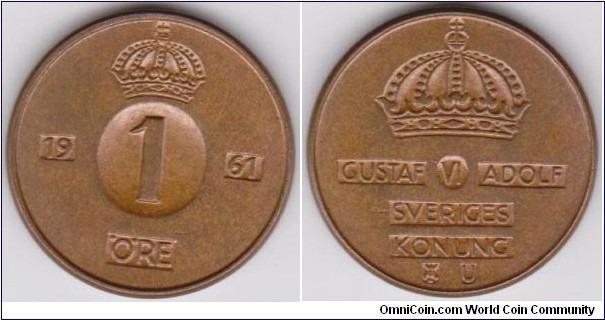 1
19 61
ÖRE
GUSTAF VI ADOLF
SVERIGES
KONUNG
U
OmniCoin.com World Coin Community